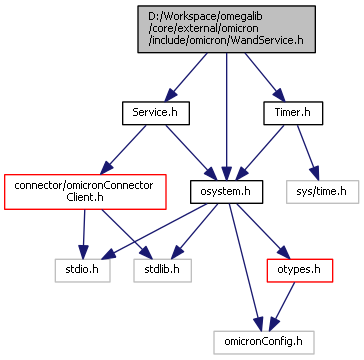 D:/Workspace/omegalib
/core/external/omicron
/include/omicron/WandService.h
Service.h
Timer.h
connector/omicronConnector
Client.h
osystem.h
sys/time.h
stdio.h
stdlib.h
otypes.h
omicronConfig.h